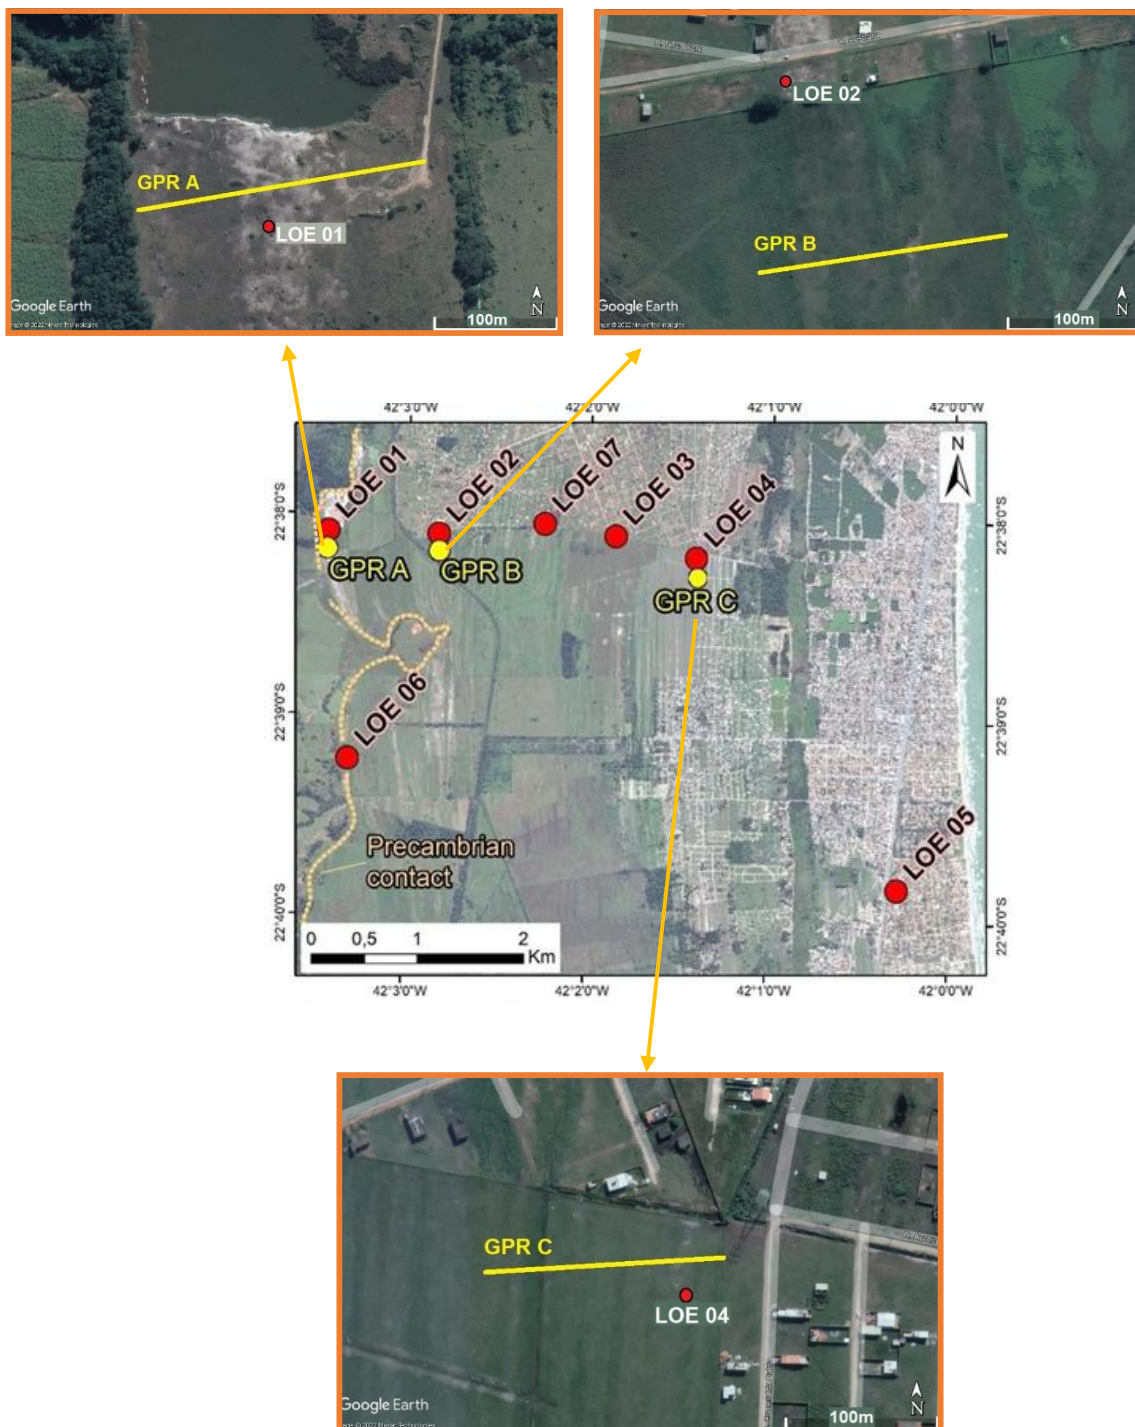 GPR A
LOE 01
Google Earth
100m
N
LOE 02
GPR B
100m
N
42°3'0"W
42°2'0"W
42°1'0"W
42°0'0"W
22°38'0"S
22°39'0"S
22°40'0"S
LOE 01
LOE 02
LOE 07
LOE 03
LOE 04
N
GPR A
GPR B
GPR C
22°38'0"S
22°39'0"S
22°40'0"S
LOE 06
LOE 05
Precambrian
contact
0 0,5 1 2
Km
42°3'0"W
42°2'0"W
42°1'0"W
42°0'0"W
GPR C
LOE 04
Google Earth
100m
N
Google Earth